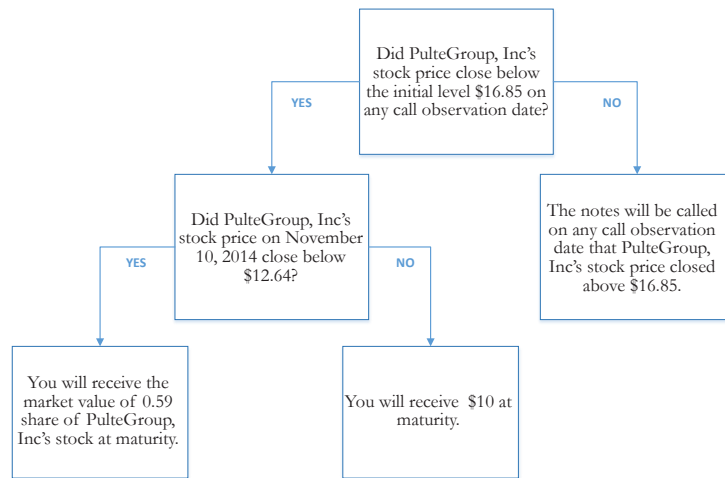 Did PulteGroup, Inc's
stock price close below
the initial level $16.85 on
any call observation date?
YES
NO
Did PulteGroup, Inc's
stock price on November
10, 2014 close below
$12.64?
The notes will be called
on any call observation
date that PulteGroup,
Inc's stock price closed
above $16.85.
YES
NO
You will receive the
market value of 0.59
share of PulteGroup,
Inc's stock at maturity.
You will receive $10 at
maturity.